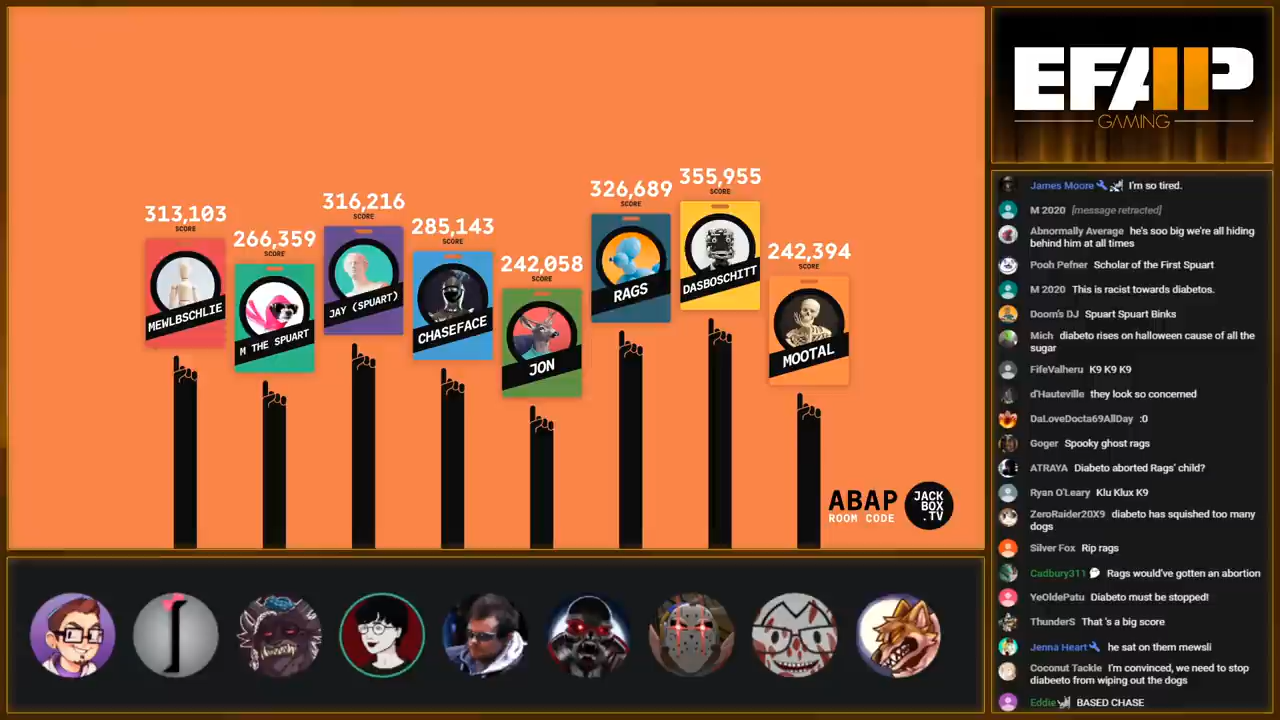 313,103
SCORE
MEWLBSCHLIE
266,359
SCORE
M THE SPUART
316,216
SCORE
JAY (SPUART)
285,143
SCORE
CHASEFACE
242,058
SCORE
JON
326,689
SCORE
RAGS
355,955
SCORE
DASBOSCHITT
242,394
SCORE
MOOTAL
ABAP
ROOM CODE
JACK
BOX
.TV
EFAP
GAMING
James Moore I'm so tired.
M 2020 [message retracted]
Abnormally Average he's soo big we're all hiding
behind him at all times
Pooh Pefner Scholar of the First Spuart
M 2020 This is racist towards diabetos.
Doom's DJ Spuart Spuart Binks
Mich diabeto rises on halloween cause of all the
sugar
FifeValheru K9 K9 K9
d'Hauteville they look so concerned
DaLoveDocta69AllDay :0
Goger Spooky ghost rags
ATRAYA Diabeto aborted Rags' child?
Ryan O'Leary Klu Klux K9
ZeroRaider20X9 diabeto has squished too many
dogs
Silver Fox Rip rags
Cadbury311 Rags would've gotten an abortion
YeOldePatu Diabeto must be stopped!
ThunderS That 's a big score
Jenna Heart he sat on them mewsli
Coconut Tackle I'm convinced, we need to stop
diabeeto from wiping out the dogs
Eddie BASED CHASE